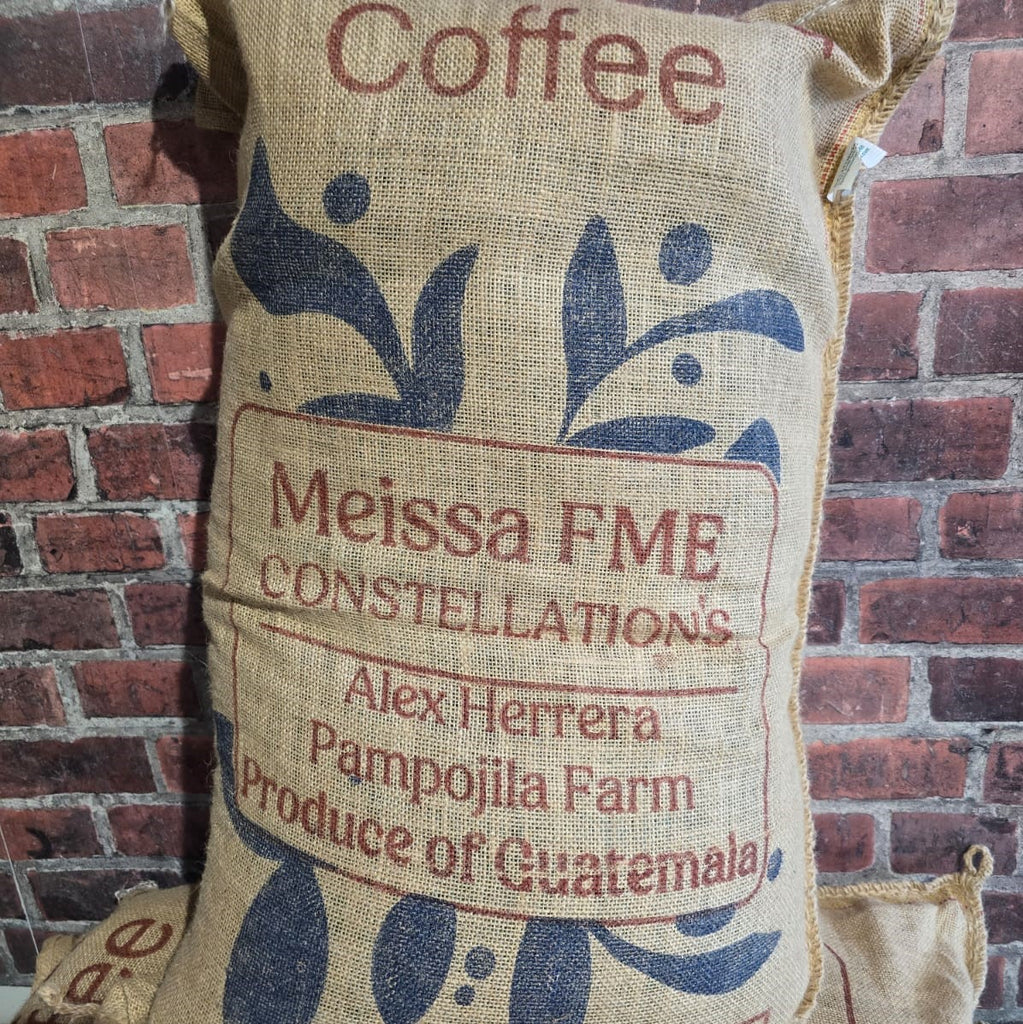 Coffee
Meissa FME
CONSTELLATION'S
Alex Herrera
Pampojila Farm
Produce of Guatemala